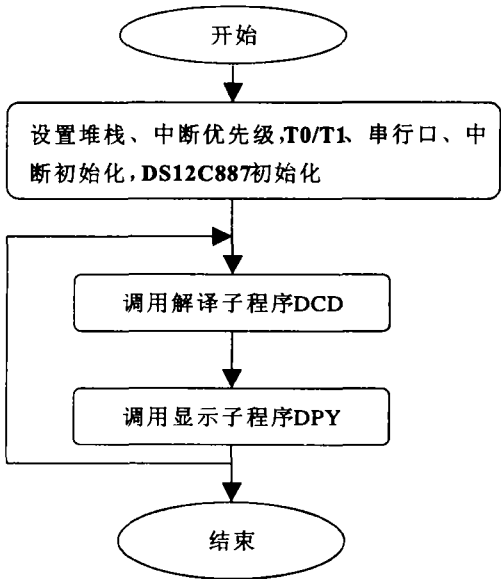 开始
设置堆栈、中断优先级,T0/T1、串行口、中
断初始化,DS12C887初始化
调用解译子程序DCD
调用显示子程序DPY
结束